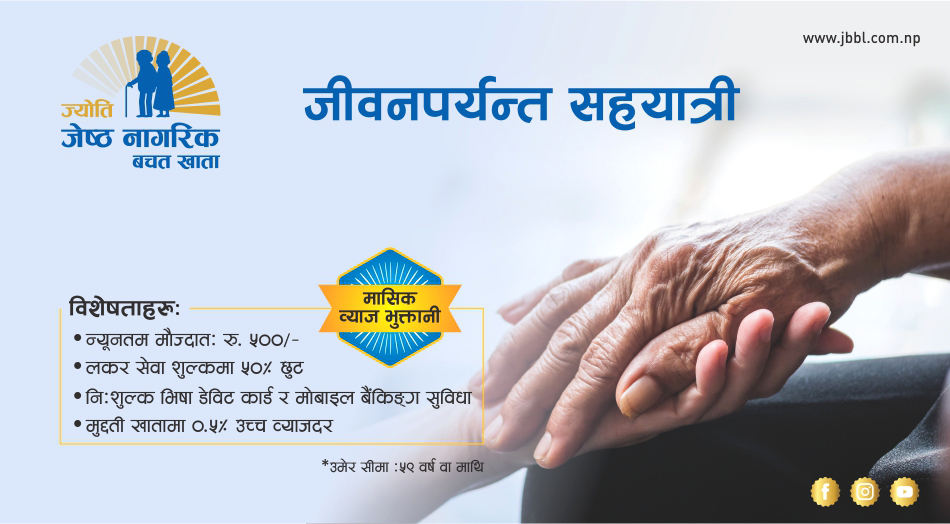 www.jbbl.com.np
ज्योति
जेष्ठ नागरिक
बचत खाता
जीवनपर्यन्त सहयात्री
मासिक
व्याज भुक्तानी
विशेषताहरू:
• न्यूनतम मौज्दात: रु. ५००/-
• लकर सेवा शुल्कमा ५०% छुट
• नि:शुल्क भिषा डेविट कार्ड र मोबाइल बैंकिङ्ग सुविधा
• मुद्दती खातामा ०.५% उच्च व्याजदर
*उमेर सीमा :५९ वर्ष वा माथि